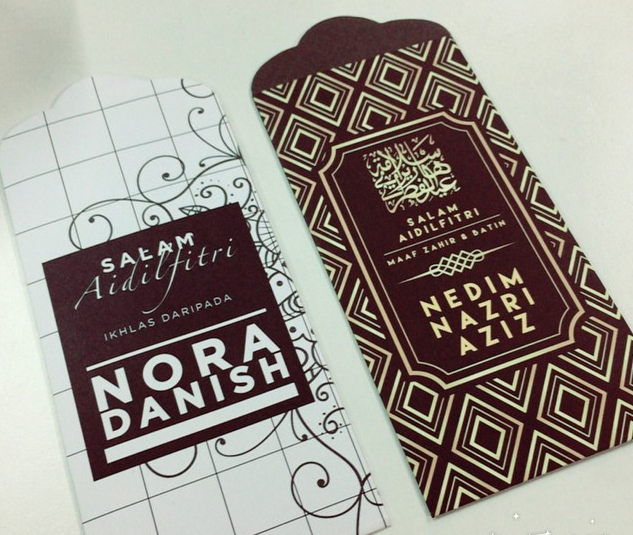 SALAM
Aidilfitri
IKHLAS DARIPADA
NORA
DANISH
SALAM
AIDILFITRI
MAAF ZAHIR & BATIN
NEDIM
NAZRI
AZIZ